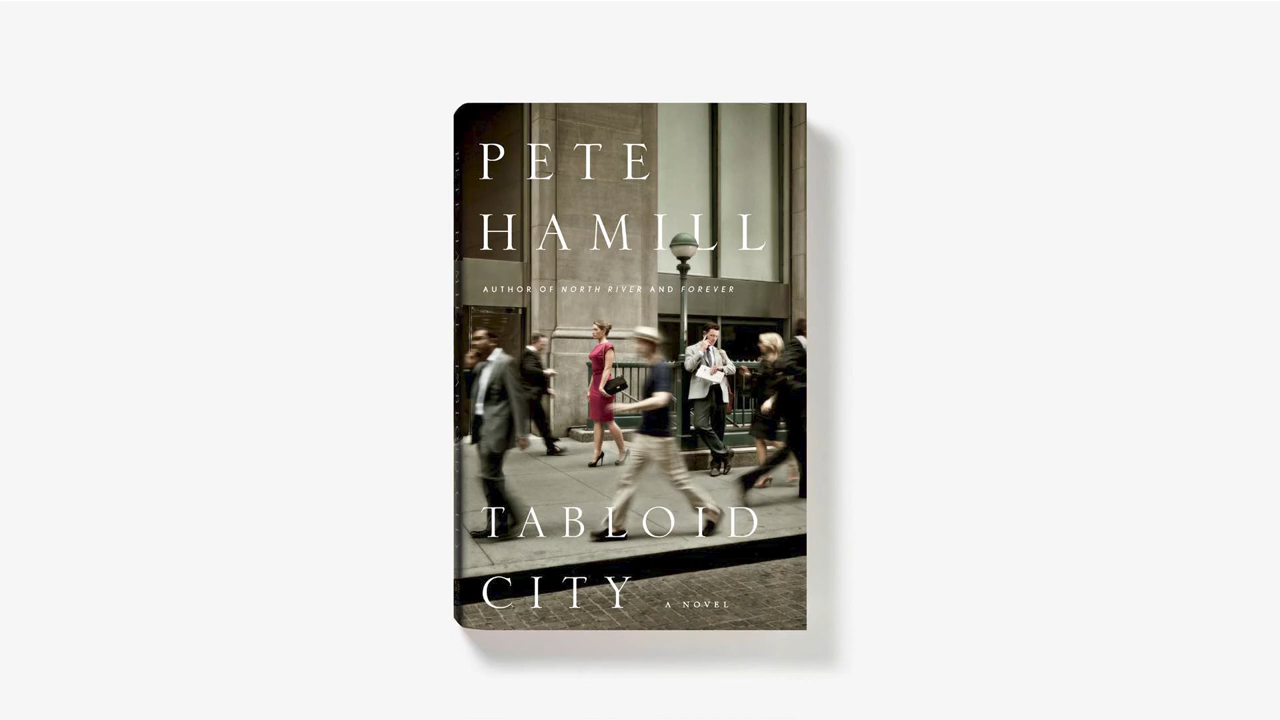 PETE
HAMILL
AUTHOR OF NORTH RIVER AND FOREVER
TABLOID
CITY
A NOVEL